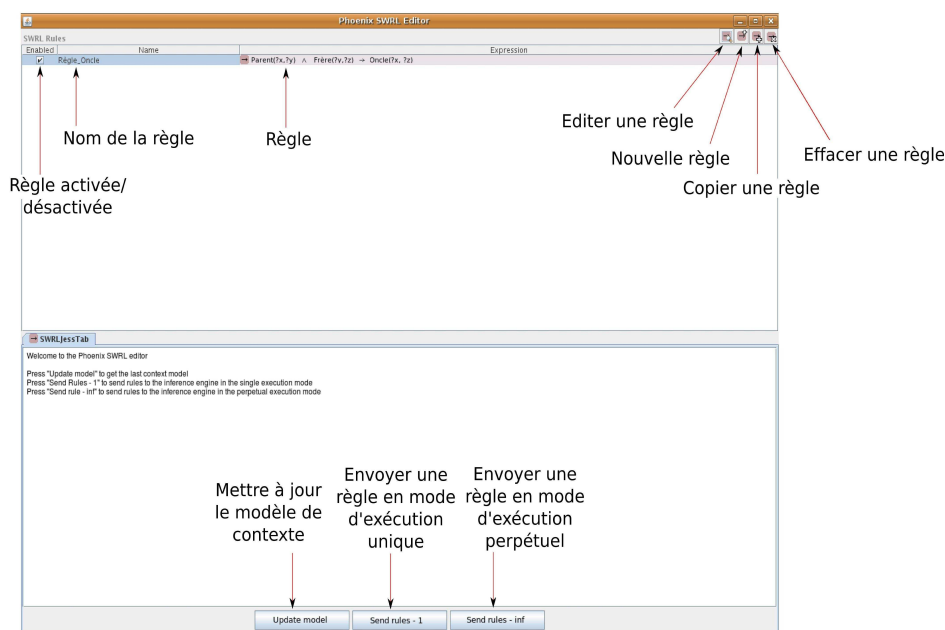 Phoenix SWRL Editor
SWRL Rules
Enabled Name Expression
Règle_Oncle Parent(?x,?y) ∧ Frère(?y,?z) → Oncle(?x, ?z)
Editer une règle
Nom de la règle
Règle
Nouvelle règle
Effacer une règle
Règle activée/
désactivée
Copier une règle
SWRLJessTab
Welcome to the Phoenix SWRL editor
Press "Update model" to get the last context model
Press "Send Rules - 1" to send rules to the inference engine in the single execution mode
Press "Send rule - inf" to send rules to the inference engine in the perpetual execution mode
Mettre à jour
le modèle de
contexte
Envoyer une
règle en mode
d'exécution
unique
Envoyer une
règle en mode
d'exécution
perpétuel
Update model
Send rules - 1
Send rules - inf